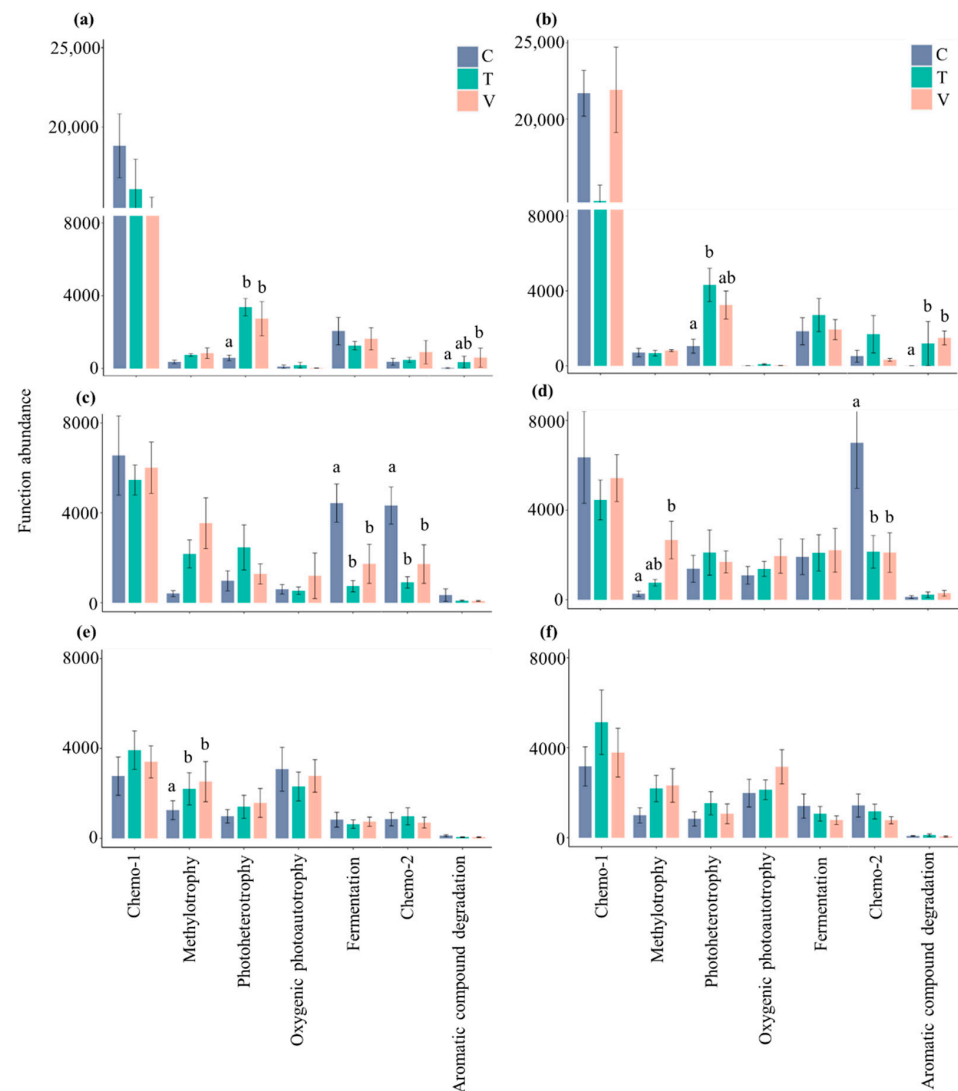 (a)
25,000
20,000
8000
4000
0
C
T
V
a
b
b
a
ab
b
(b)
25,000
20,000
8000
4000
0
C
T
V
a
b
ab
a
b
b
Function abundance
(c)
8000
4000
0
a
b
b
a
b
b
(d)
8000
4000
0
a
ab
b
a
b
b
(e)
8000
4000
0
a
b
b
(f)
8000
4000
0
Chemo-1
Methylotrophy
Photoheterotrophy
Oxygenic photoautotrophy
Fermentation
Chemo-2
Aromatic compound degradation
Chemo-1
Methylotrophy
Photoheterotrophy
Oxygenic photoautotrophy
Fermentation
Chemo-2
Aromatic compound degradation